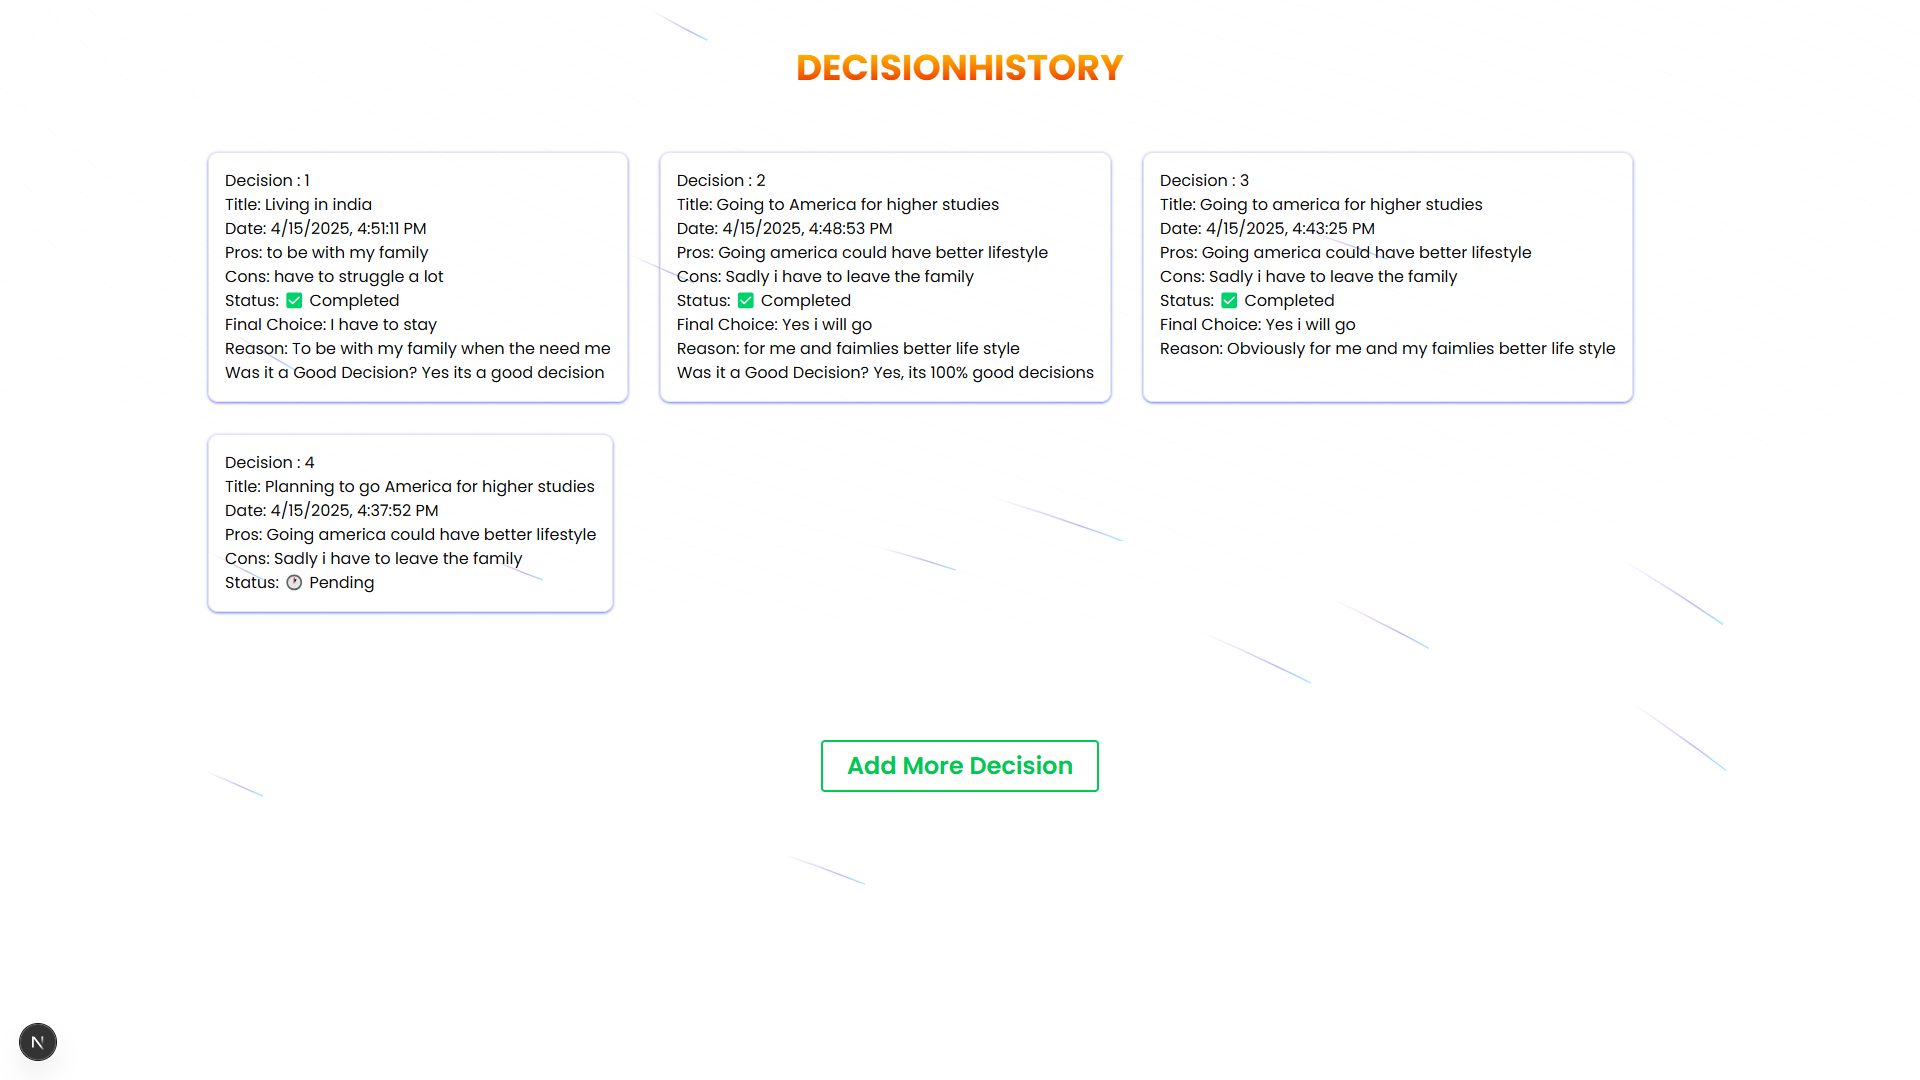 DECISIONHISTORY
Decision : 1
Title: Living in india
Date: 4/15/2025, 4:51:11 PM
Pros: to be with my family
Cons: have to struggle a lot
Status: ✅ Completed
Final Choice: I have to stay
Reason: To be with my family when the need me
Was it a Good Decision? Yes its a good decision
Decision : 2
Title: Going to America for higher studies
Date: 4/15/2025, 4:48:53 PM
Pros: Going america could have better lifestyle
Cons: Sadly i have to leave the family
Status: ✅ Completed
Final Choice: Yes i will go
Reason: for me and faimlies better life style
Was it a Good Decision? Yes, its 100% good decisions
Decision : 3
Title: Going to america for higher studies
Date: 4/15/2025, 4:43:25 PM
Pros: Going america could have better lifestyle
Cons: Sadly i have to leave the family
Status: ✅ Completed
Final Choice: Yes i will go
Reason: Obviously for me and my faimlies better life style
Decision : 4
Title: Planning to go America for higher studies
Date: 4/15/2025, 4:37:52 PM
Pros: Going america could have better lifestyle
Cons: Sadly i have to leave the family
Status: 🕐 Pending
Add More Decision
N